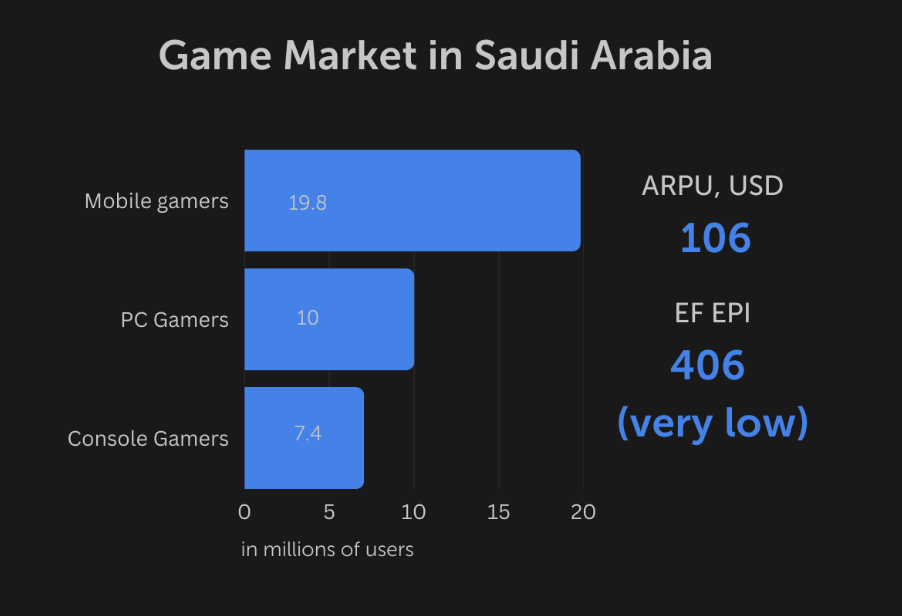 Game Market in Saudi Arabia
Mobile gamers
19.8
PC Gamers
10
Console Gamers
7.4
0 5 10 15 20
in millions of users
ARPU, USD
106
EF EPI
406
(very low)